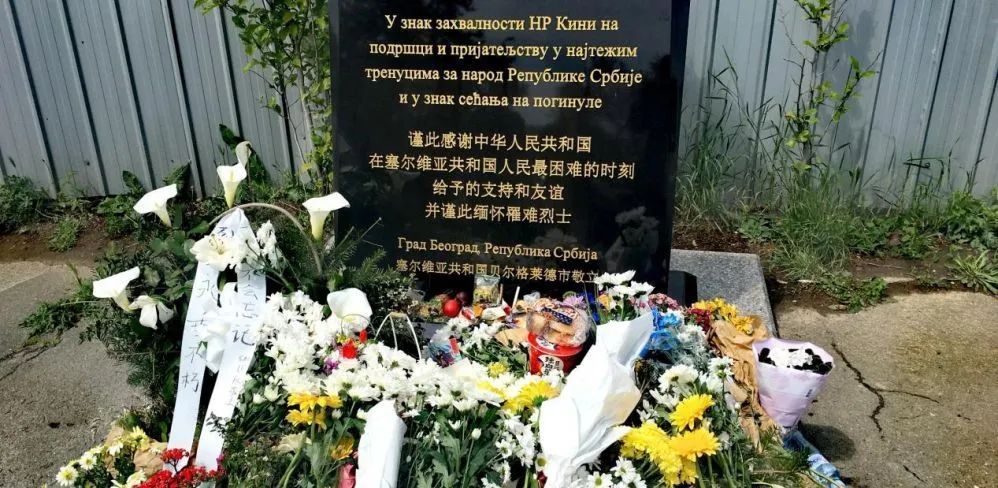 У знак захвалности НР Кини на
подршци и пријатељству у најтежим
тренуцима за народ Републике Србије
и у знак сећања на погинуле
谨此感谢中华人民共和国
在塞尔维亚共和国人民最困难的时刻
给予的支持和友谊
并谨此缅怀罹难烈士
Град Београд, Република Србија
塞尔维亚共和国贝尔格莱德市敬立
忘记